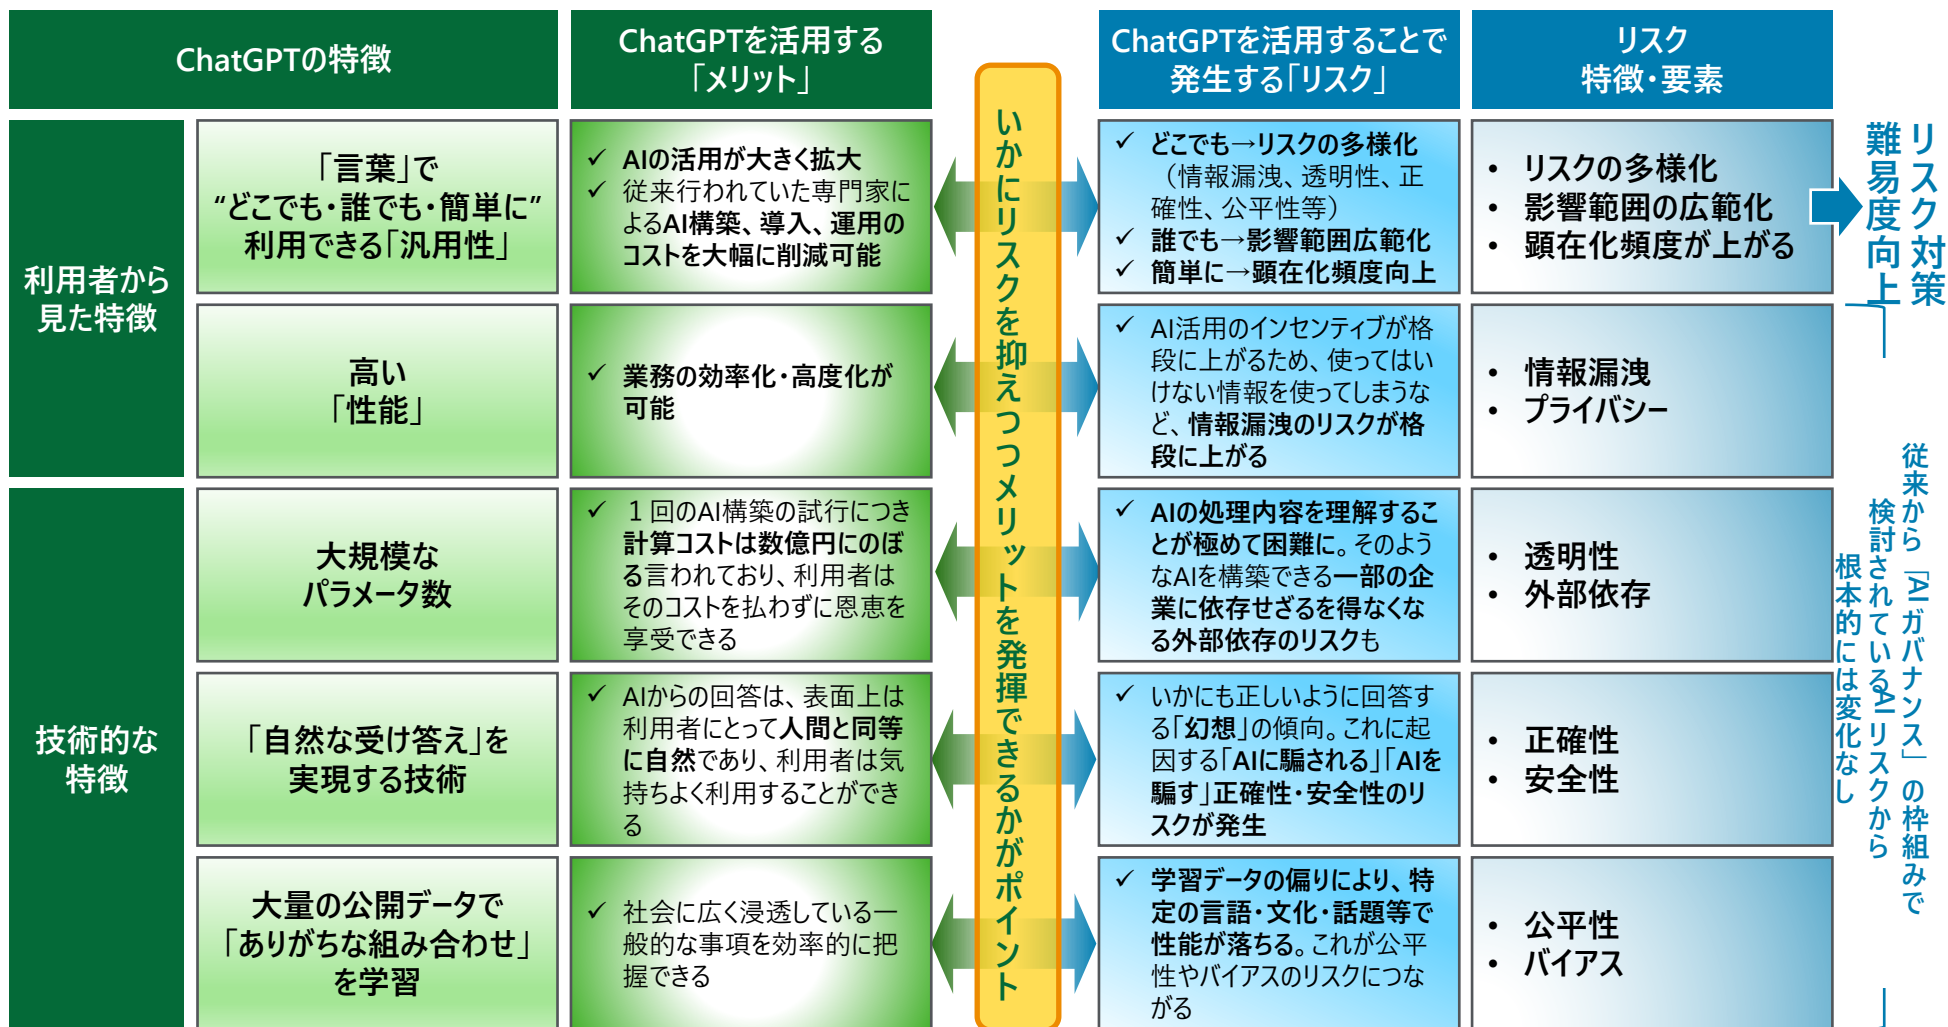 ChatGPTの特徴
ChatGPTを活用する
「メリット」
ChatGPTを活用することで
発生する「リスク」
リスク
特徴・要素
利用者から
見た特徴
「言葉」で
“どこでも・誰でも・簡単に”
利用できる「汎用性」
✓ AIの活用が大きく拡大
✓ 従来行われていた専門家に
よるAI構築、導入、運用の
コストを大幅に削減可能
✓ どこでも→リスクの多様化
（情報漏洩、透明性、正
確性、公平性等）
✓ 誰でも→影響範囲広範化
✓ 簡単に→顕在化頻度向上
• リスクの多様化
• 影響範囲の広範化
• 顕在化頻度が上がる
リスク対策
難易度向上
高い
「性能」
✓ 業務の効率化・高度化が
可能
✓ AI活用のインセンティブが格
段に上がるため、使ってはい
けない情報を使ってしまうな
ど、情報漏洩のリスクが格
段に上がる
• 情報漏洩
• プライバシー
いかにリスクを抑えつつメリットを発揮できるかがポイント
技術的な
特徴
大規模な
パラメータ数
✓ １回のAI構築の試行につき
計算コストは数億円にのぼ
る言われており、利用者は
そのコストを払わずに恩恵を
享受できる
✓ AIの処理内容を理解するこ
とが極めて困難に。そのよう
なAIを構築できる一部の企
業に依存せざるを得なくな
る外部依存のリスクも
• 透明性
• 外部依存
「自然な受け答え」を
実現する技術
✓ AIからの回答は、表面上は
利用者にとって人間と同等
に自然であり、利用者は気
持ちよく利用することができ
る
✓ いかにも正しいように回答す
る「幻想」の傾向。これに起
因する「AIに騙される」「AIを
騙す」正確性・安全性のリ
スクが発生
• 正確性
• 安全性
大量の公開データで
「ありがちな組み合わせ」
を学習
✓ 社会に広く浸透している一
般的な事項を効率的に把
握できる
✓ 学習データの偏りにより、特
定の言語・文化・話題等で
性能が落ちる。これが公平
性やバイアスのリスクにつな
がる
• 公平性
• バイアス
従来から「AIガバナンス」の枠組みで
検討されているAIリスクから
根本的には変化なし